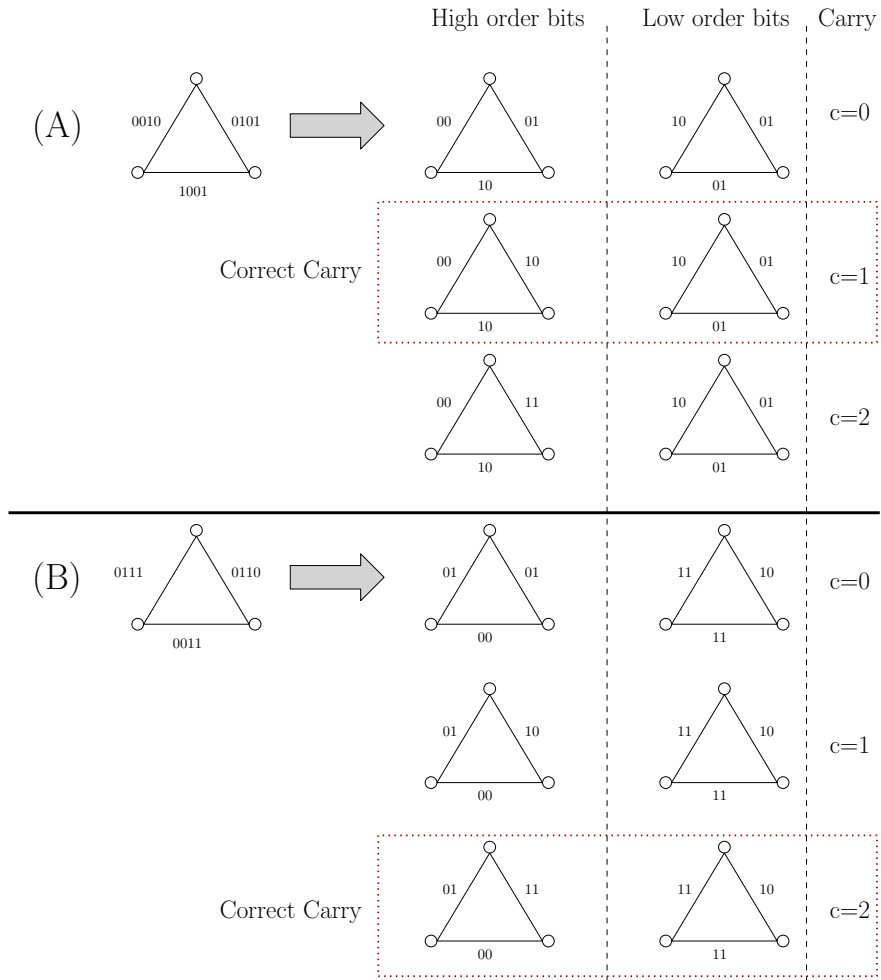 High order bits Low order bits Carry
(A) 0010 0101 00 01 10 01 c=0
1001 10 01
Correct Carry 00 10 10 01 c=1
10 01
00 11 10 01 c=2
10 01
(B) 0111 0110 01 01 11 10 c=0
0011 00 11
01 10 11 10 c=1
00 11
Correct Carry 01 11 11 10 c=2
00 11